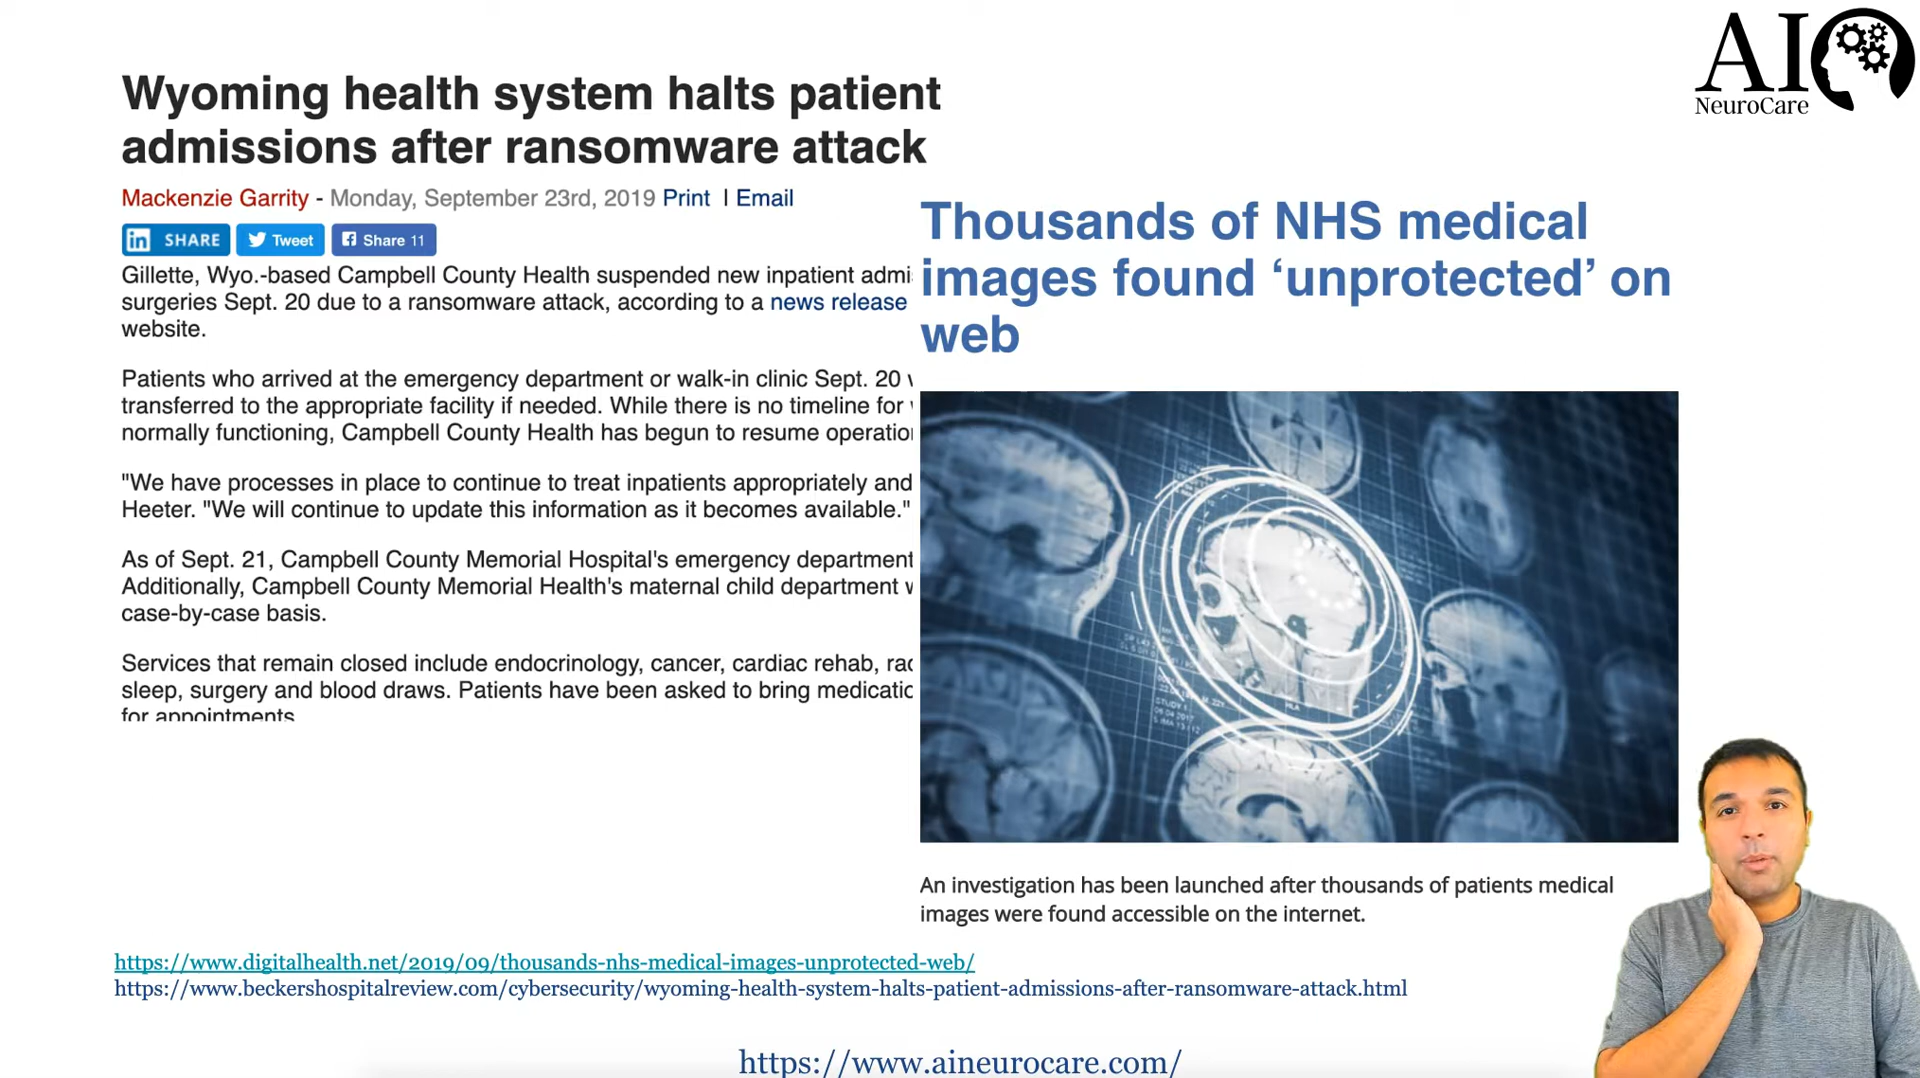 Wyoming health system halts patient
admissions after ransomware attack
Mackenzie Garrity - Monday, September 23rd, 2019 Print | Email
SHARE Tweet Share 11
Gillette, Wyo.-based Campbell County Health suspended new inpatient admi
surgeries Sept. 20 due to a ransomware attack, according to a news release
website.
Patients who arrived at the emergency department or walk-in clinic Sept. 20
transferred to the appropriate facility if needed. While there is no timeline for
normally functioning, Campbell County Health has begun to resume operation
"We have processes in place to continue to treat inpatients appropriately and
Heeter. "We will continue to update this information as it becomes available."
As of Sept. 21, Campbell County Memorial Hospital's emergency department
Additionally, Campbell County Memorial Health's maternal child department
case-by-case basis.
Services that remain closed include endocrinology, cancer, cardiac rehab,
sleep, surgery and blood draws. Patients have been asked to bring
for appointments
AI
NeuroCare
Thousands of NHS medical
images found ‘unprotected’ on
web
An investigation has been launched after thousands of patients medical
images were found accessible on the internet.
https://www.digitalhealth.net/2019/09/thousands-nhs-medical-images-unprotected-web/
https://www.beckershospitalreview.com/cybersecurity/wyoming-health-system-halts-patient-admissions-after-ransomware-attack.html
https://www.aineurocare.com/